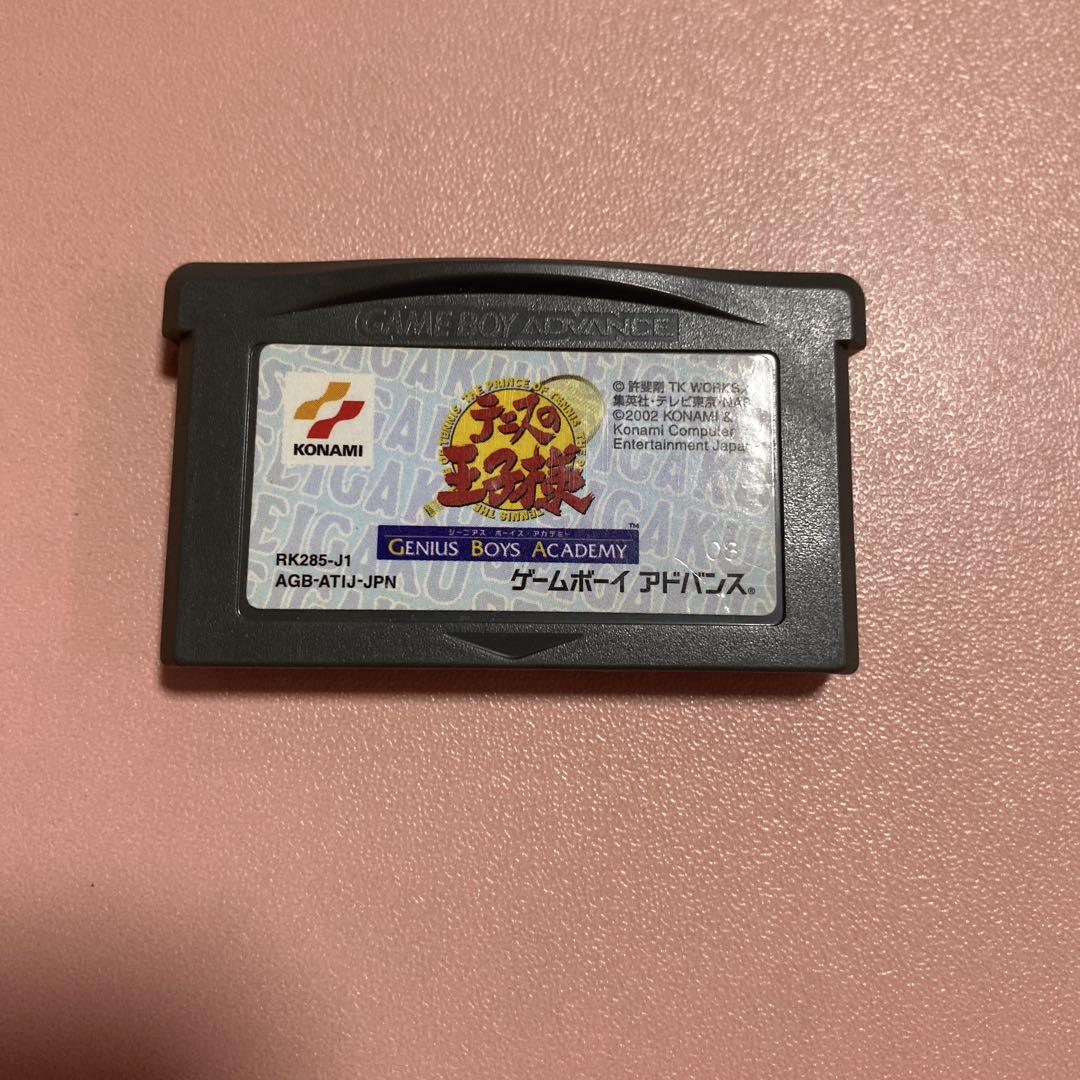 GAME BOY ADVANCE
KONAMI
THE PRINCE OF TENNIS
テニスの
王子様
© 許斐剛 TK WORKS
集英社・テレビ東京・NAS
©2002 KONAMI &
Konami Computer
Entertainment Japan
ジーニアス・ボーイズ・アカデミー
GENIUS BOYS ACADEMY™
08
RK285-J1
AGB-ATIJ-JPN
ゲームボーイ アドバンス®
SEIGAKU